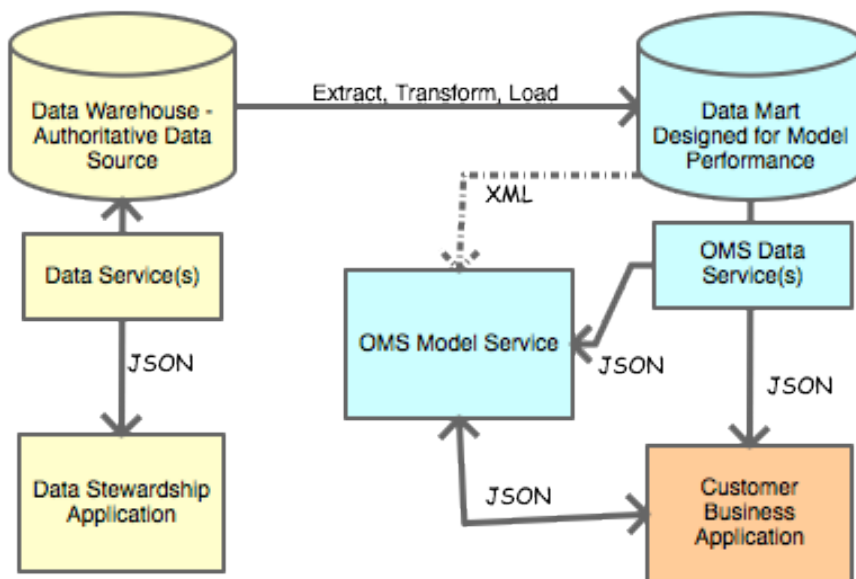 Data Warehouse -
Authoritative Data
Source
Extract, Transform, Load
Data Mart
Designed for Model
Performance
XML
Data Service(s)
OMS Data
Service(s)
OMS Model Service
JSON
JSON
JSON
Data Stewardship
Application
JSON
Customer
Business
Application